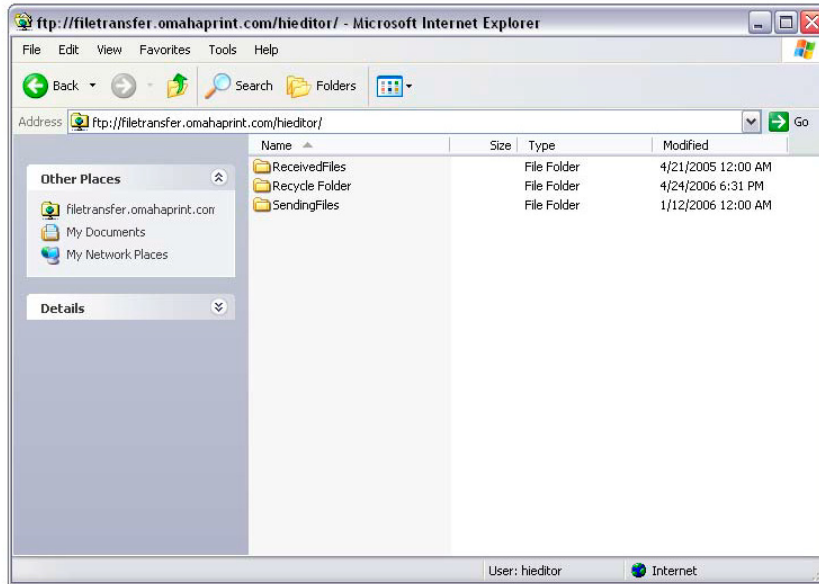 ftp://filetransfer.omahaprint.com/hieditor/ - Microsoft Internet Explorer
File Edit View Favorites Tools Help
Back Search Folders
Address ftp://filetransfer.omahaprint.com/hieditor/ Go
Name Size Type Modified
Other Places
filetransfer.omahaprint.com
My Documents
My Network Places
Details
ReceivedFiles File Folder 4/21/2005 12:00 AM
Recycle Folder File Folder 4/24/2006 6:31 PM
SendingFiles File Folder 1/12/2006 12:00 AM
User: hieditor Internet